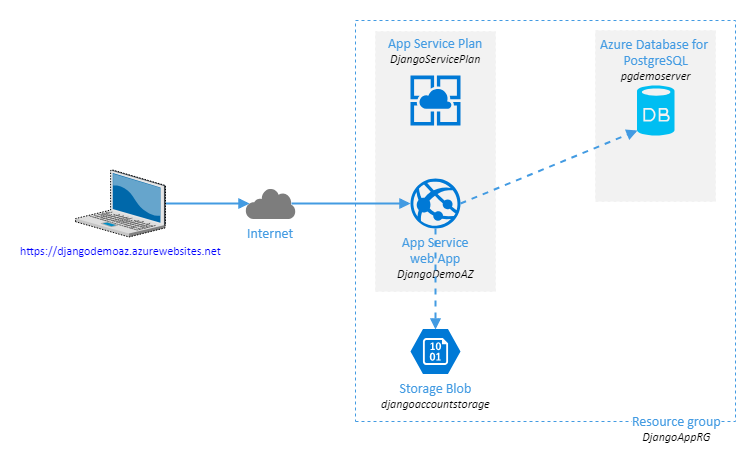 App Service Plan
DjangoServicePlan
Azure Database for
PostgreSQL
pgdemoserver
DB
https://djangodemoaz.azurewebsites.net
Internet
App Service
web App
DjangoDemoAZ
10
01
Storage Blob
djangoaccountstorage
Resource group
DjangoAppRG